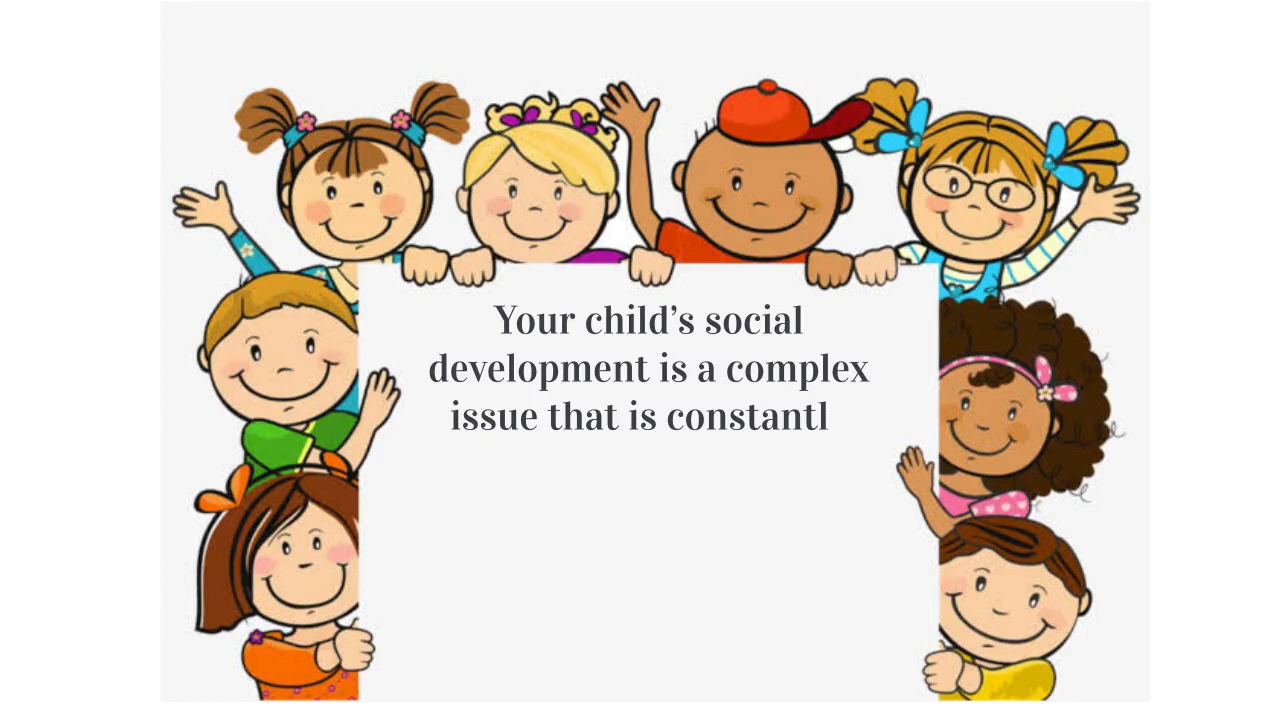 Your child’s social
development is a complex
issue that is constantl